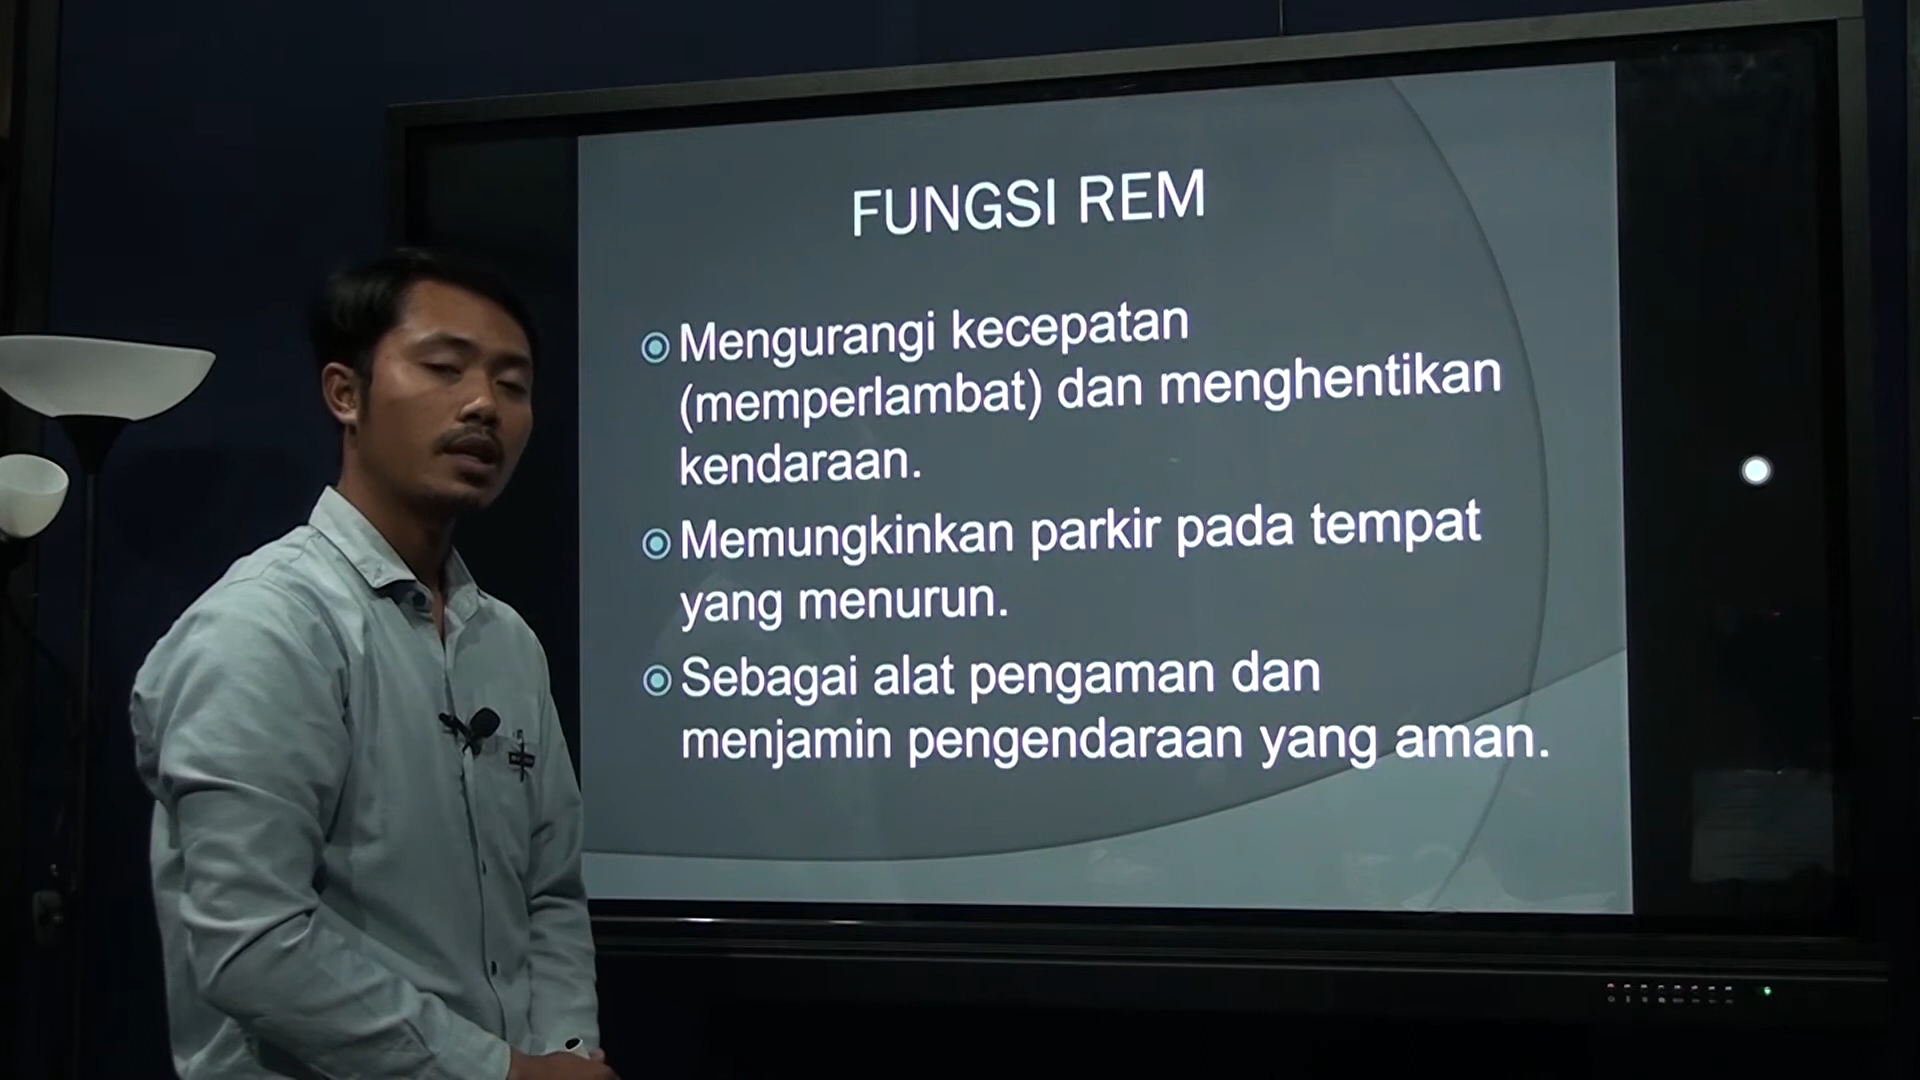 FUNGSI REM
Mengurangi kecepatan
(memperlambat) dan menghentikan
kendaraan.
Memungkinkan parkir pada tempat
yang menurun.
Sebagai alat pengaman dan
menjamin pengendaraan yang aman.